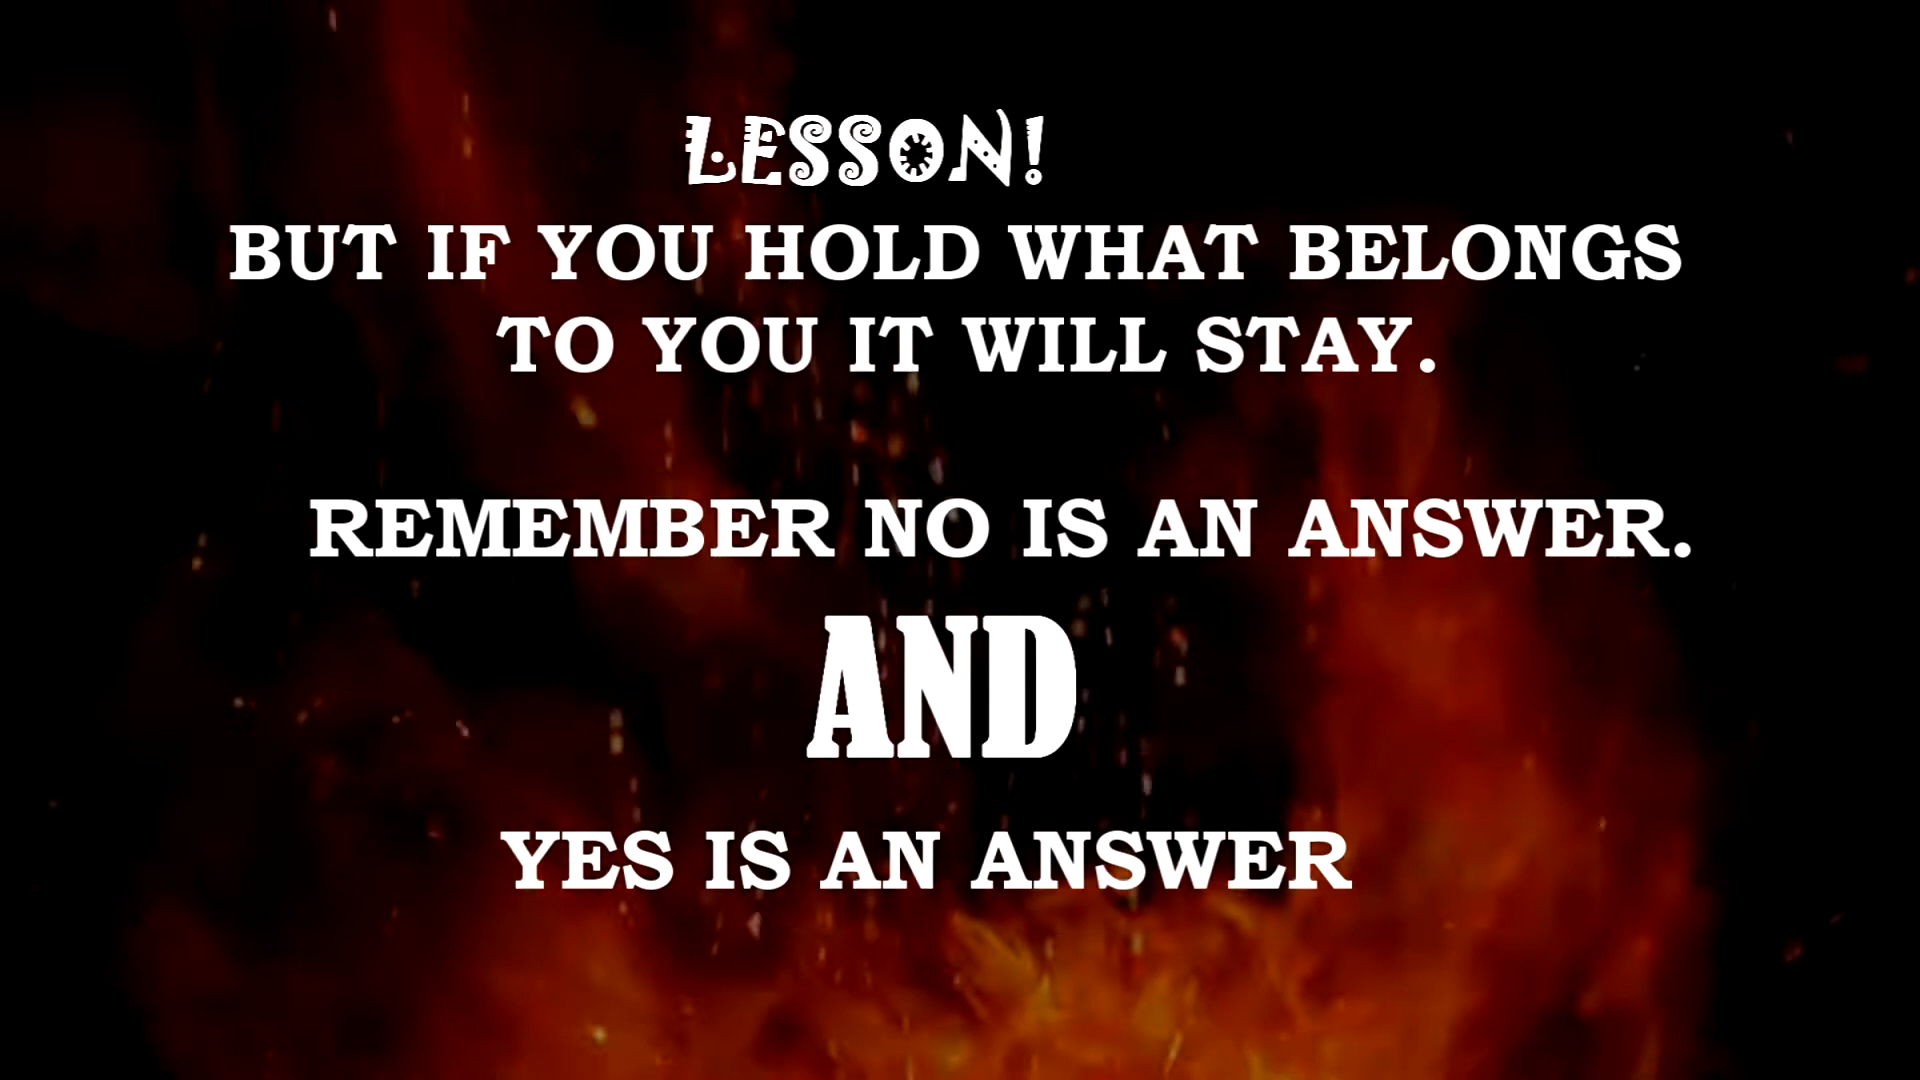 LESSON!
BUT IF YOU HOLD WHAT BELONGS
TO YOU IT WILL STAY.
REMEMBER NO IS AN ANSWER.
AND
YES IS AN ANSWER